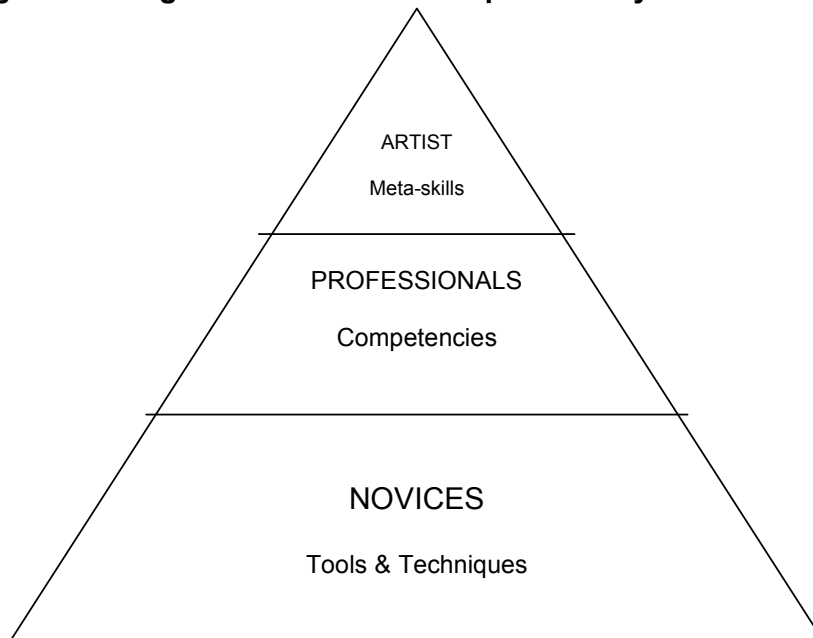 ARTIST
Meta-skills
PROFESSIONALS
Competencies
NOVICES
Tools & Techniques